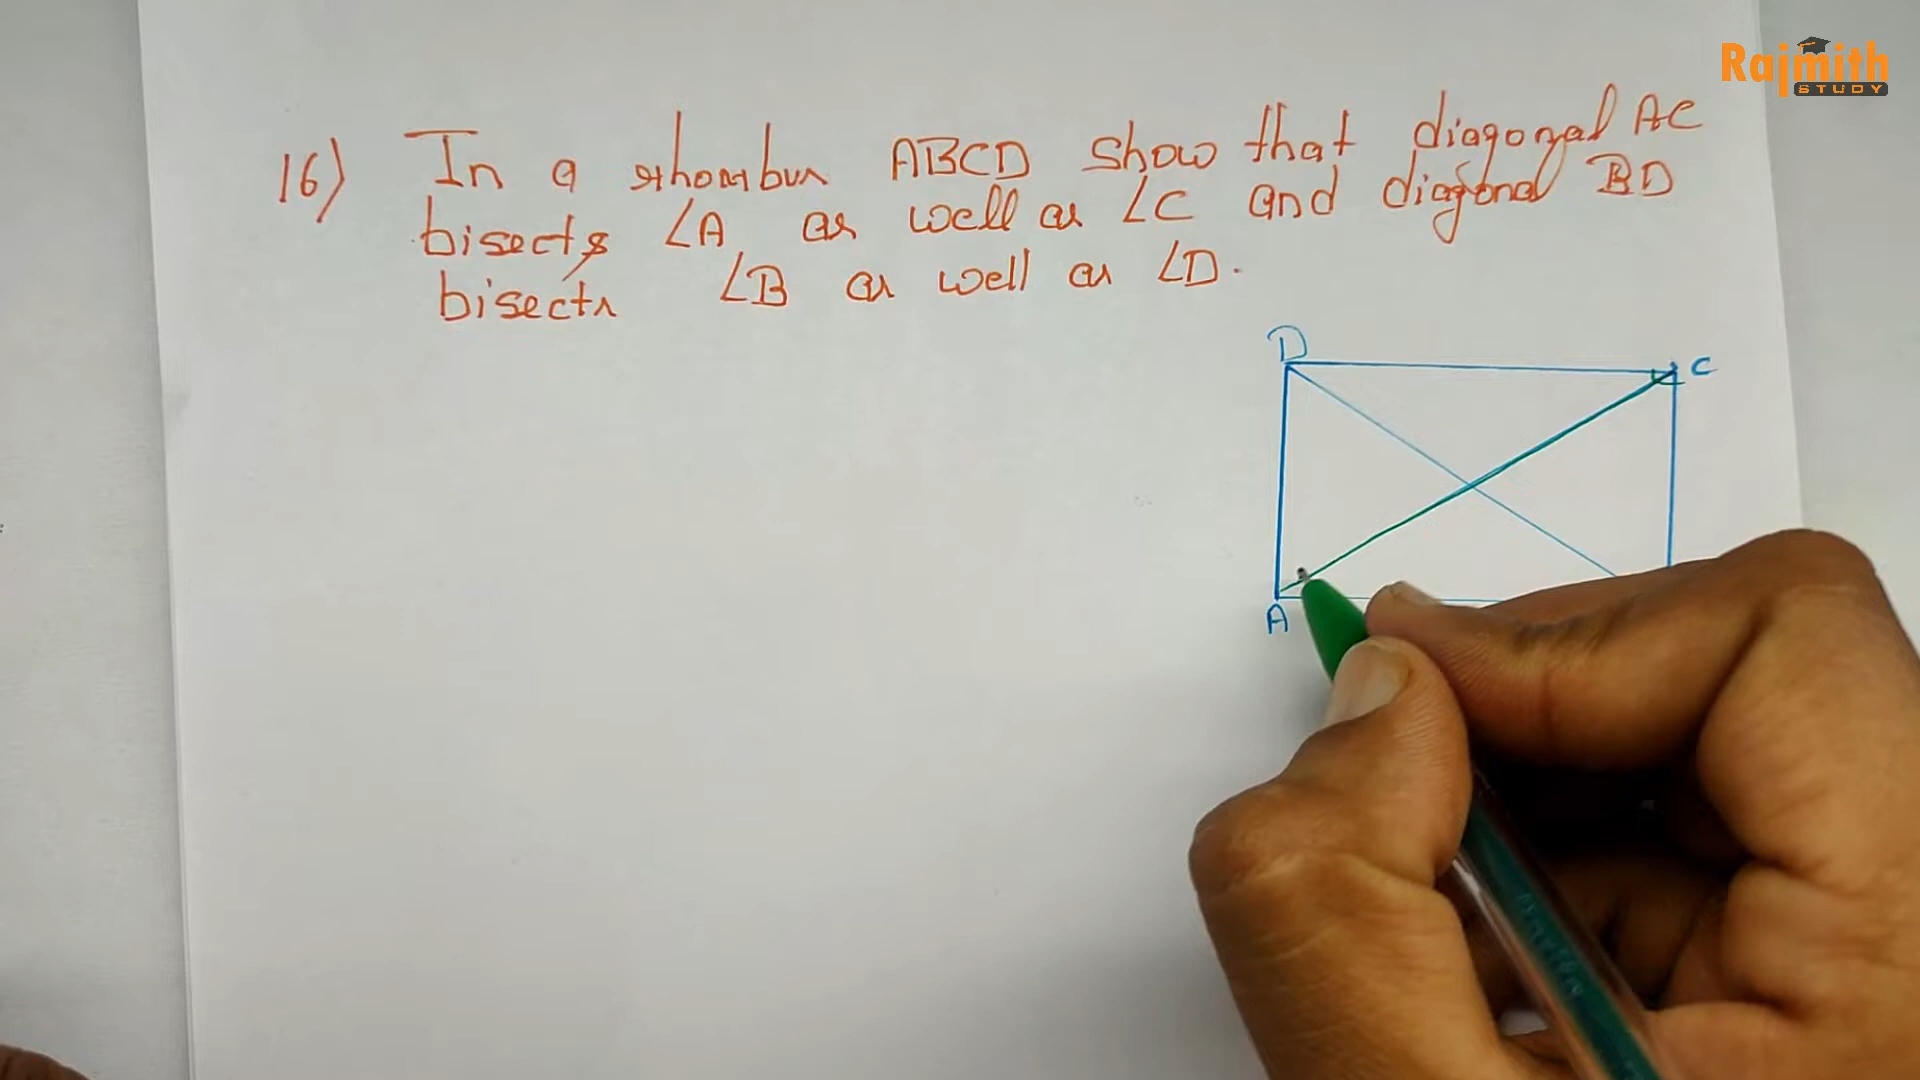 Rajmith
STUDY
16) In a rhombus ABCD show that diagonal AC
bisects ∠A as well as ∠C and diagonal BD
bisects ∠B as well as ∠D.
D
C
A